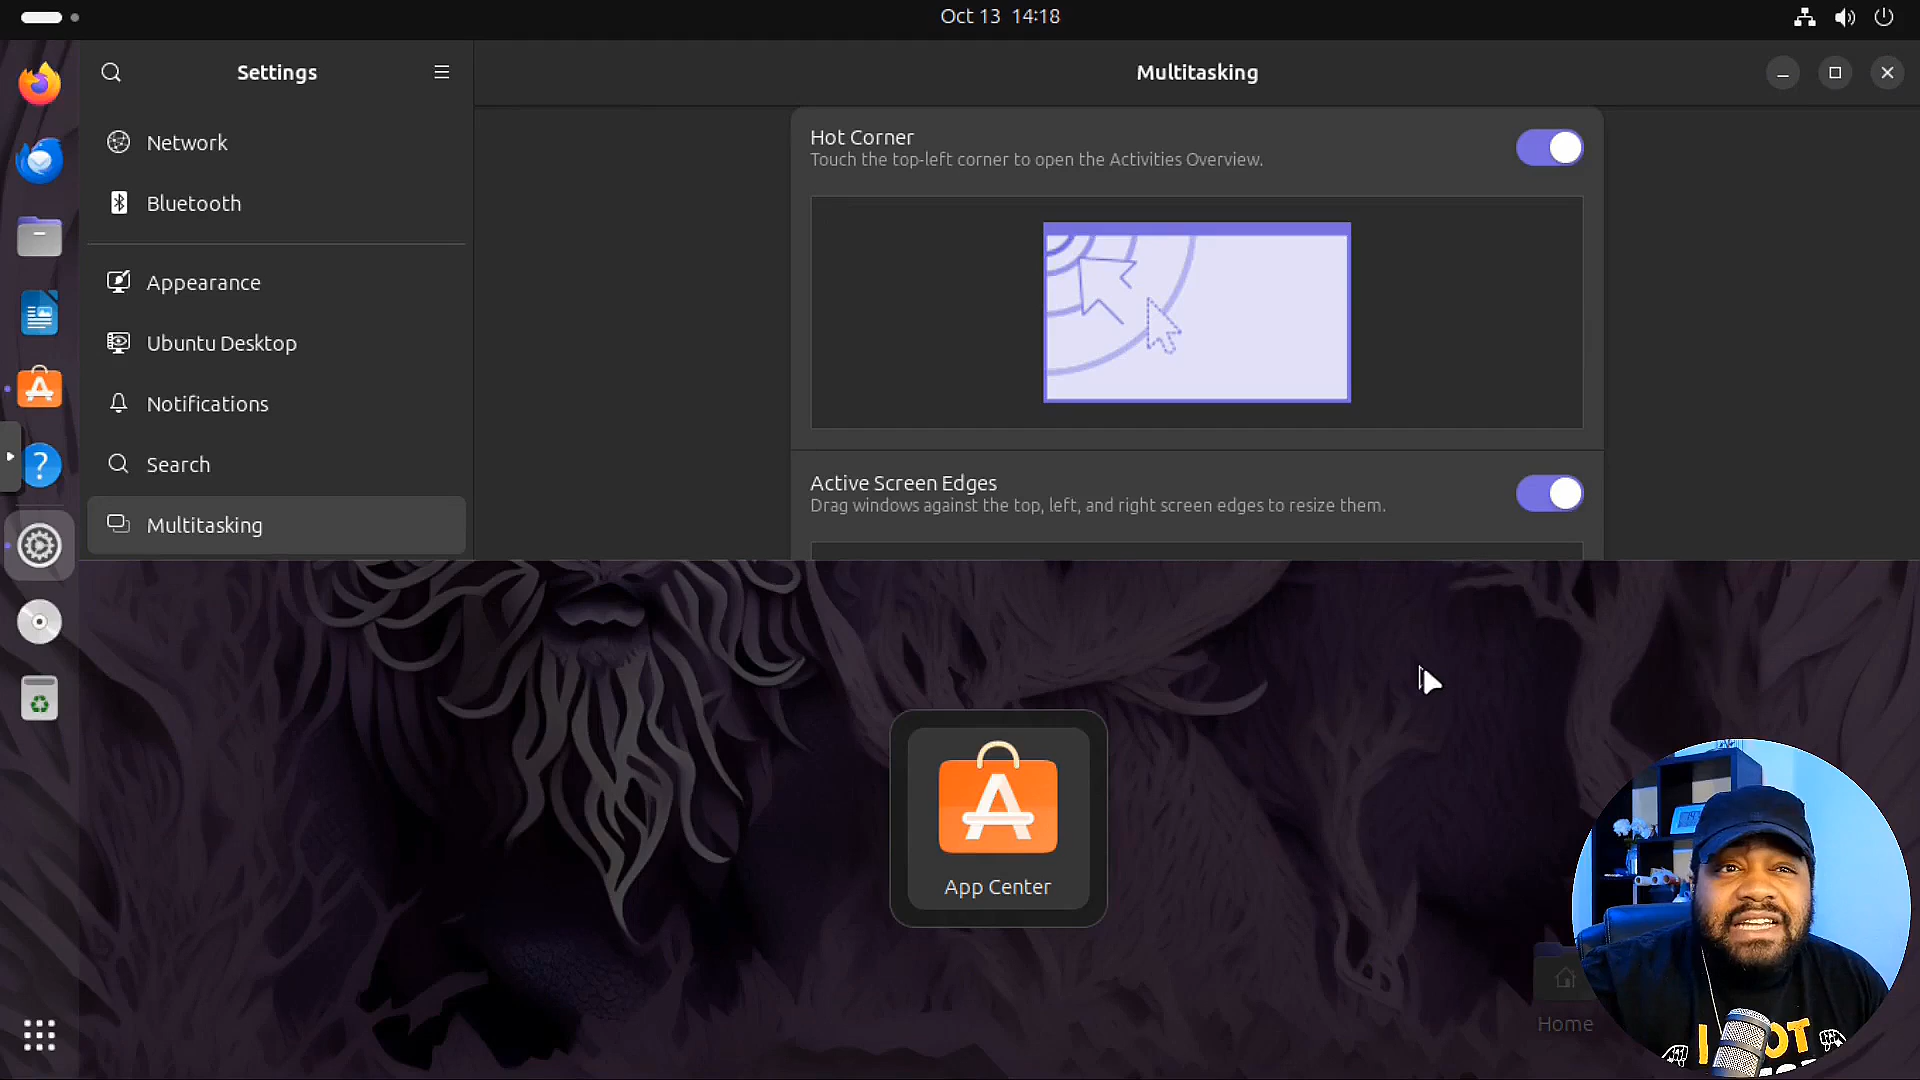 Oct 13 14:18
Settings
Multitasking
Network
Bluetooth
Appearance
Ubuntu Desktop
Notifications
Search
Multitasking
Hot Corner
Touch the top-left corner to open the Activities Overview.
Active Screen Edges
Drag windows against the top, left, and right screen edges to resize them.
App Center
Home